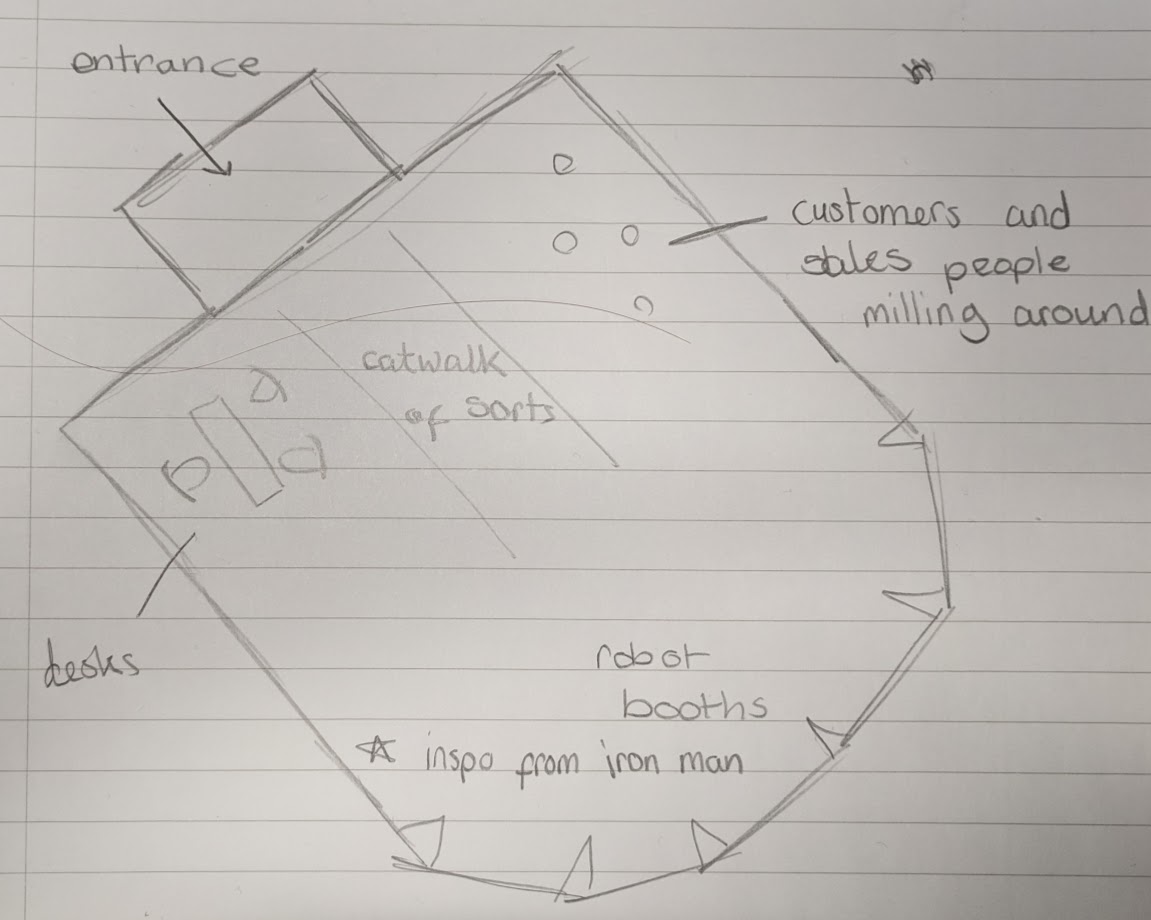 entrance
customers and
sales people
milling around
catwalk
of sorts
desks
robot
booths
☆ inspo from iron man